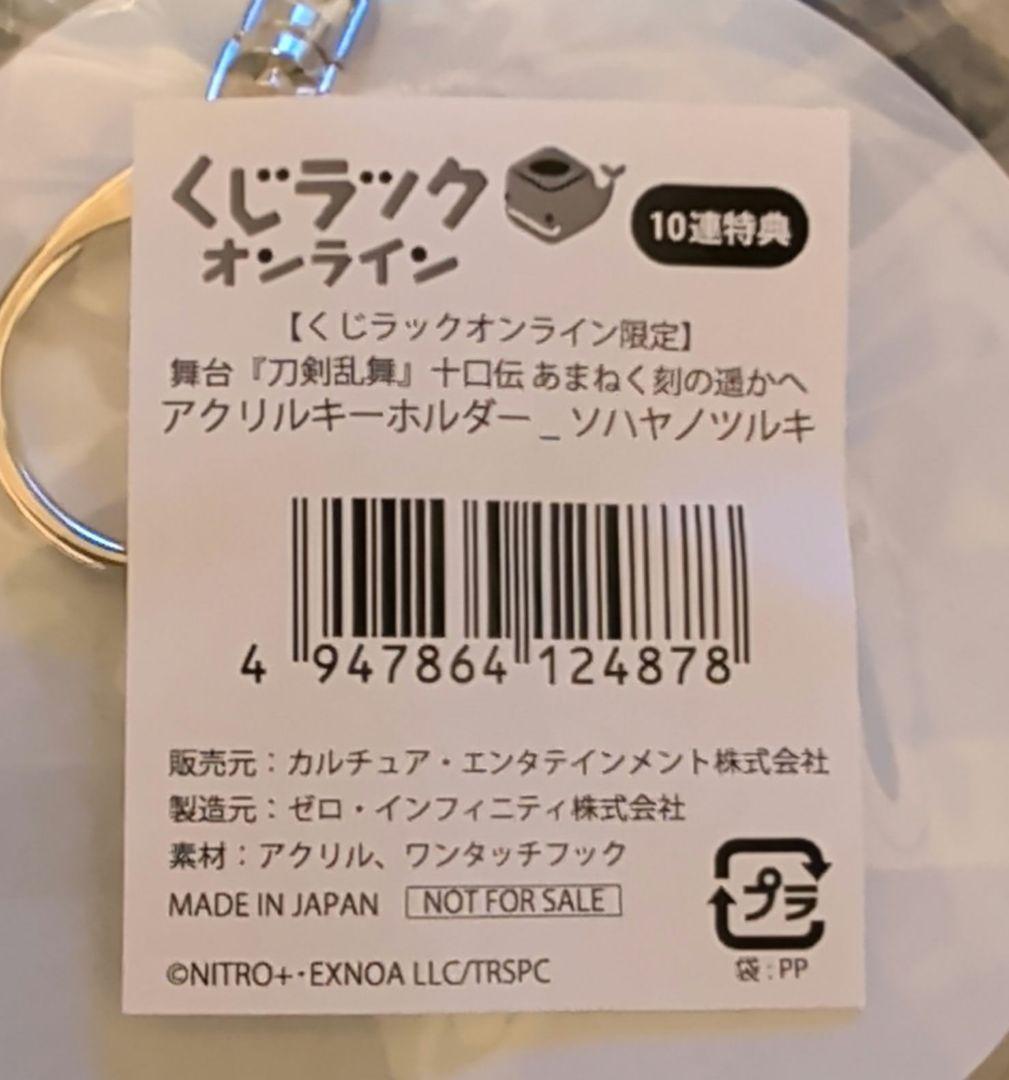 くじラック
オンライン
10連特典
【くじラックオンライン限定】
舞台『刀剣乱舞』十口伝 あまねく刻の遥かへ
アクリルキーホルダー _ ソハヤノツルキ
4 947864 124878
販売元：カルチュア・エンタテインメント株式会社
製造元：ゼロ・インフィニティ株式会社
素材：アクリル、ワンタッチフック
MADE IN JAPAN NOT FOR SALE
プラ
袋：PP
©NITRO+・EXNOA LLC/TRSPC